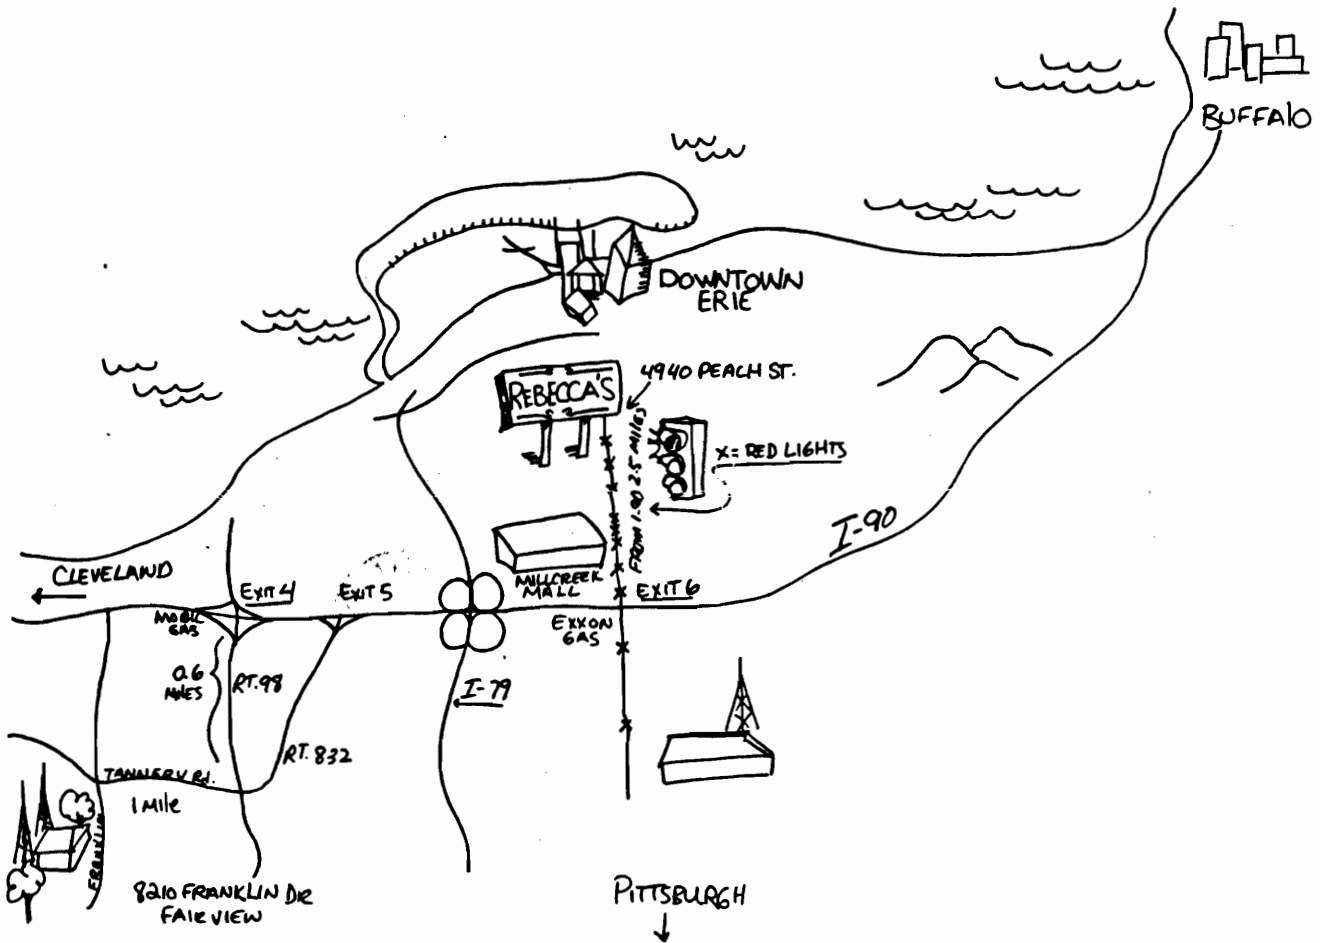 BUFFALO
DOWNTOWN
ERIE
REBECCA'S
4940 PEACH ST.
FROM I-90 2.5 MILES
X= RED LIGHTS
I-90
CLEVELAND
EXIT 4
EXIT 5
MILLCREEK
MALL
EXIT 6
MOBIL
GAS
EXXON
GAS
0.6
MILES
RT. 98
I-79
RT. 832
TANNERY Rd.
1 MilE
FRANKLIN
8210 FRANKLIN DR
FAIRVIEW
PITTSBURGH